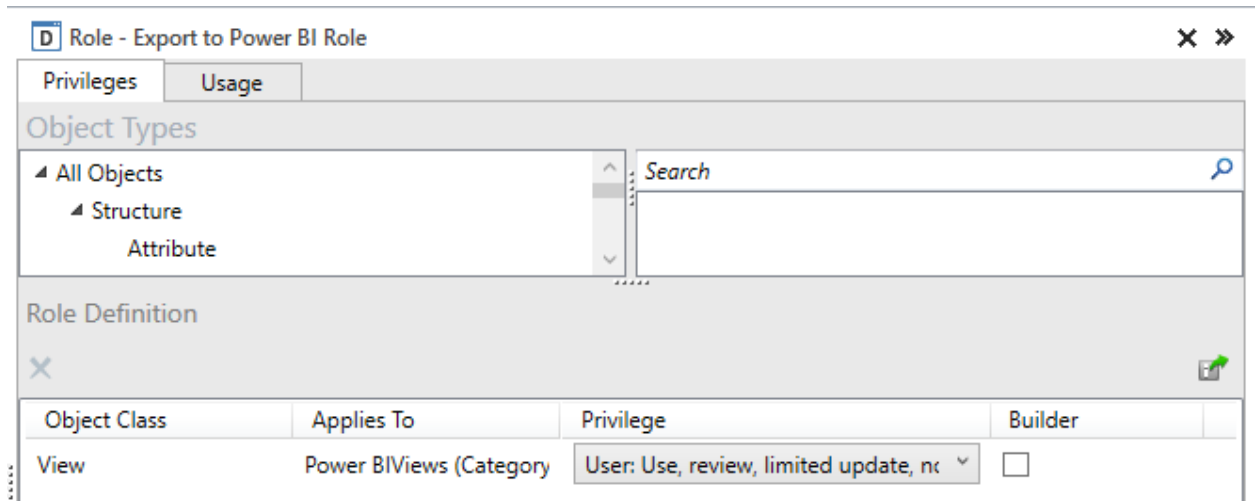 D Role - Export to Power BI Role
Privileges Usage
Object Types
All Objects
Structure
Attribute
Search
Role Definition
Object Class Applies To Privilege Builder
View Power BIViews (Category User: Use, review, limited update, nc